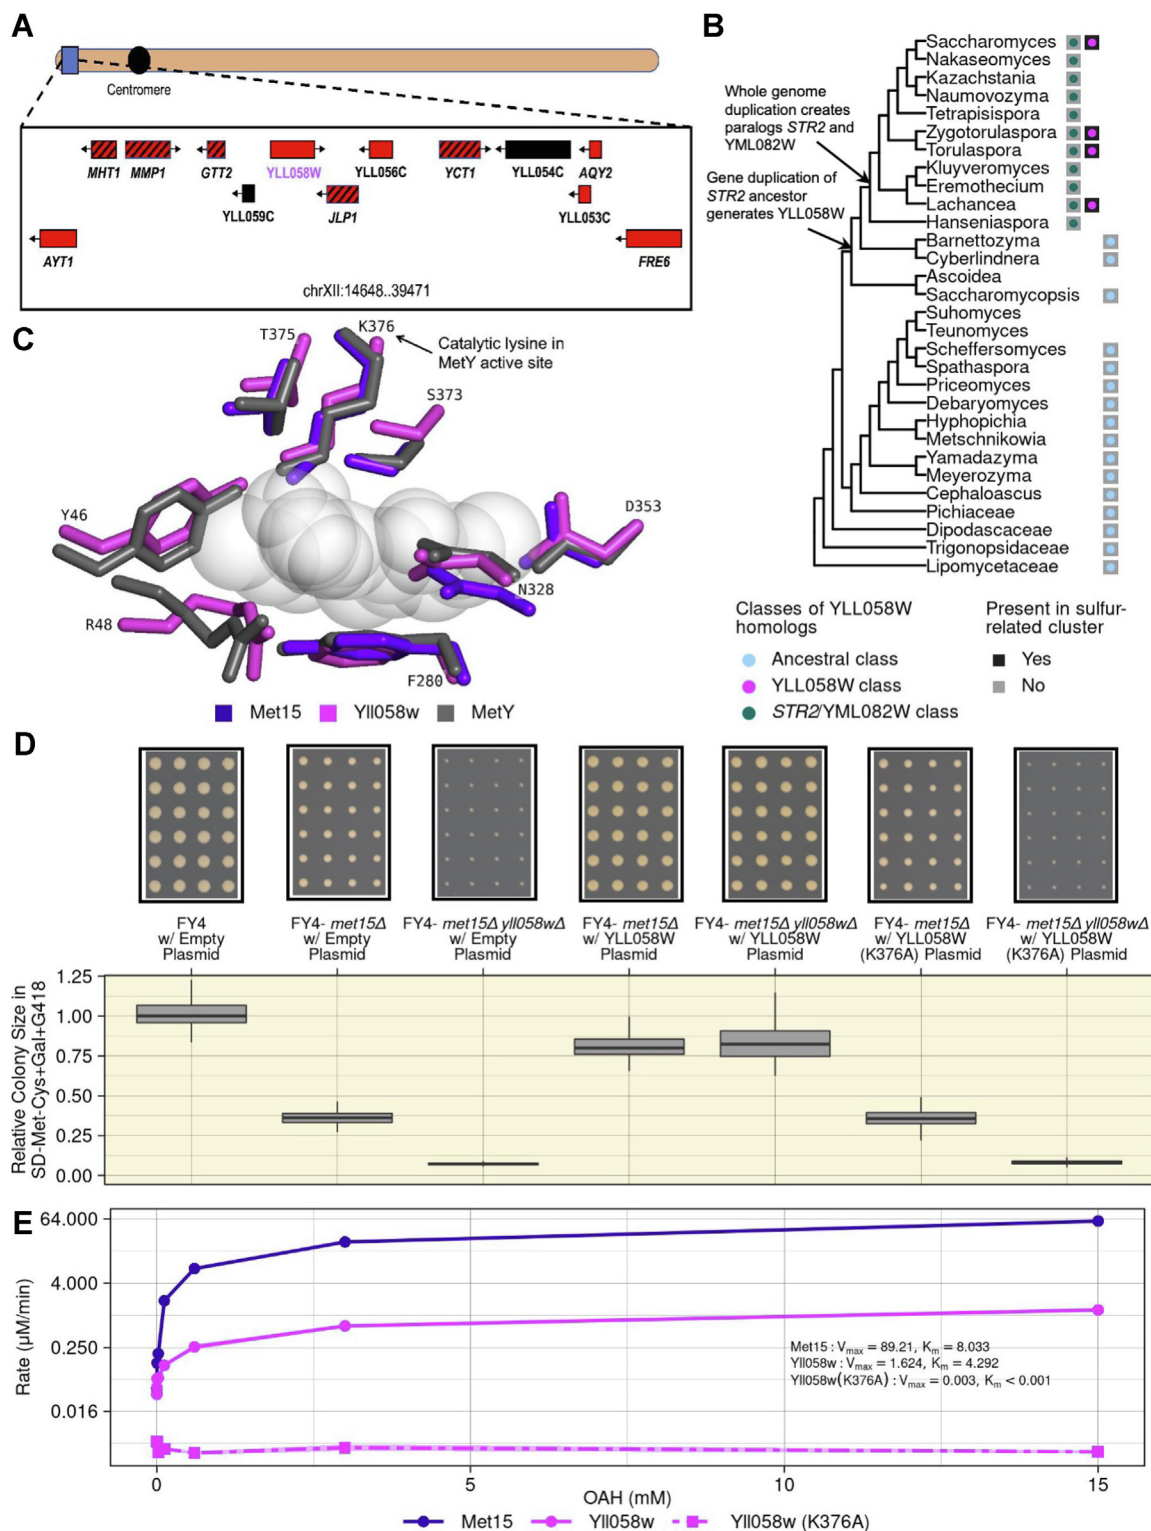 A
Centromere
MHT1
MMP1
GTT2
YLL058W
YLL056C
YCT1
YLL054C
AQY2
YLL059C
JLP1
YLL053C
AYT1
FRE6
chrXII:14648..39471
B
Whole genome
duplication creates
paralogs STR2 and
YML082W
Gene duplication of
STR2 ancestor
generates YLL058W
Saccharomyces
Nakaseomyces
Kazachstania
Naumovozyma
Tetrapisispora
Zygotorulaspora
Torulaspora
Kluyveromyces
Eremothecium
Lachancea
Hanseniaspora
Barnettozyma
Cyberlindnera
Ascoidea
Saccharomycopsis
Suhomyces
Teunomyces
Scheffersomyces
Spathaspora
Priceomyces
Debaryomyces
Hyphopichia
Metschnikowia
Yamadazyma
Meyerozyma
Cephaloascus
Pichiaceae
Dipodascaceae
Trigonopsidaceae
Lipomycetaceae
Classes of YLL058W
homologs
Ancestral class
YLL058W class
STR2/YML082W class
Present in sulfur-
related cluster
Yes
No
C
T375
K376
Catalytic lysine in
MetY active site
S373
Y46
D353
N328
R48
F280
Met15
Yll058w
MetY
D
FY4
w/ Empty
Plasmid
FY4- met15Δ
w/ Empty
Plasmid
FY4- met15Δ yll058wΔ
w/ Empty
Plasmid
FY4- met15Δ
w/ YLL058W
Plasmid
FY4- met15Δ yll058wΔ
w/ YLL058W
Plasmid
FY4- met15Δ
w/ YLL058W
(K376A) Plasmid
FY4- met15Δ yll058wΔ
w/ YLL058W
(K376A) Plasmid
Relative Colony Size in
SD-Met-Cys+Gal+G418
1.25
1.00
0.75
0.50
0.25
0.00
E
Rate (µM/min)
64.000
4.000
0.250
0.016
Met15 : Vmax = 89.21, Km = 8.033
Yll058w : Vmax = 1.624, Km = 4.292
Yll058w(K376A) : Vmax = 0.003, Km < 0.001
0
5
10
15
OAH (mM)
Met15
Yll058w
Yll058w (K376A)